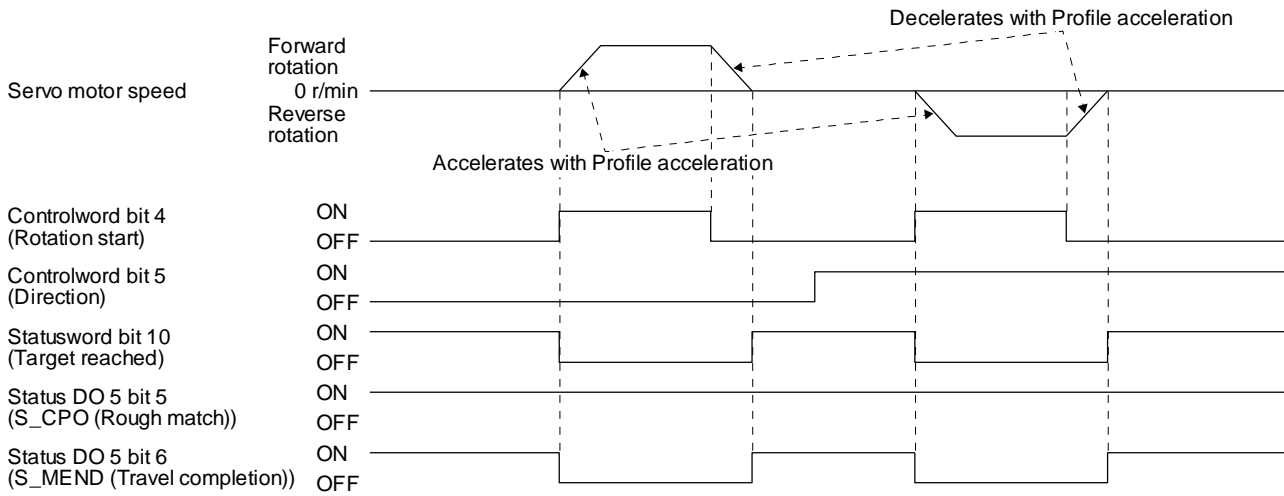 Decelerates with Profile acceleration
Forward
rotation
Servo motor speed
0 r/min
Reverse
rotation
Accelerates with Profile acceleration
Controlword bit 4
(Rotation start)
ON
OFF
Controlword bit 5
(Direction)
ON
OFF
Statusword bit 10
(Target reached)
ON
OFF
Status DO 5 bit 5
(S_CPO (Rough match))
ON
OFF
Status DO 5 bit 6
(S_MEND (Travel completion))
ON
OFF